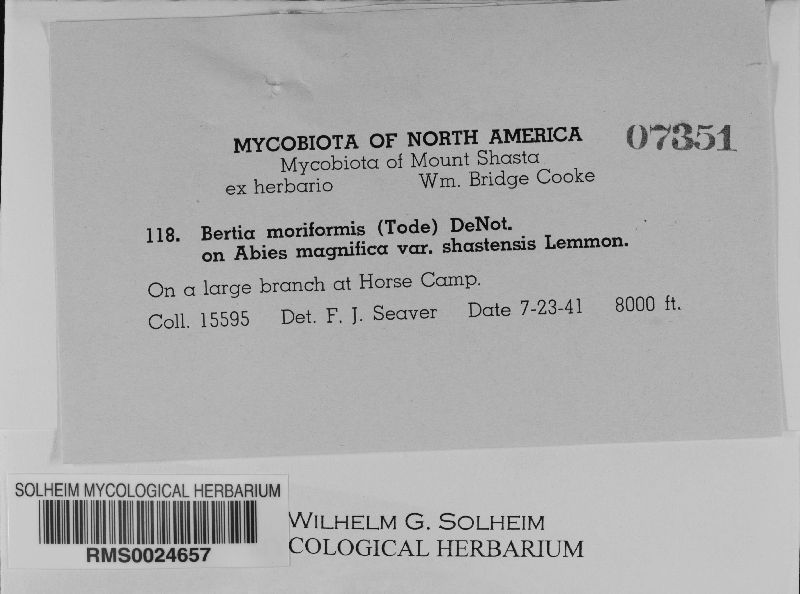 MYCOBIOTA OF NORTH AMERICA 07351
Mycobiota of Mount Shasta
ex herbario Wm. Bridge Cooke
118. Bertia moriformis (Tode) DeNot.
on Abies magnifica var. shastensis Lemmon.
On a large branch at Horse Camp.
Coll. 15595 Det. F. J. Seaver Date 7-23-41 8000 ft.
SOLHEIM MYCOLOGICAL HERBARIUM
RMS0024657
WILHELM G. SOLHEIM
COLOGICAL HERBARIUM